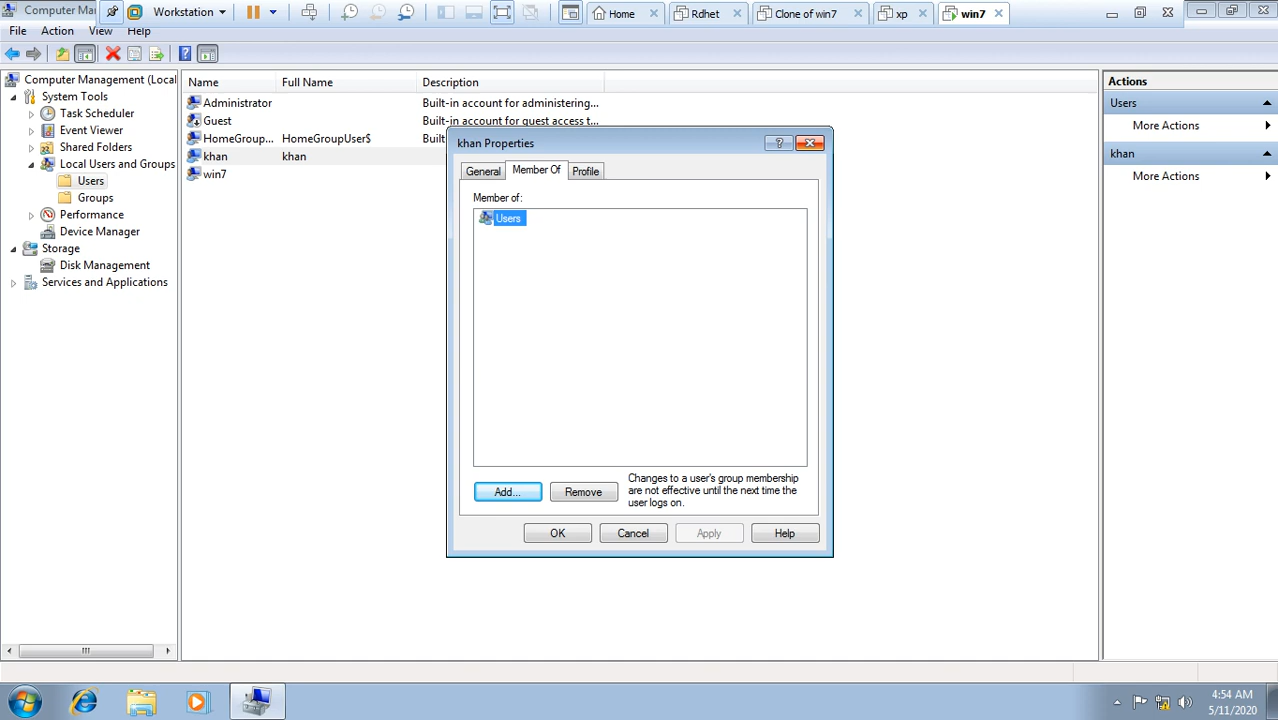 Computer Mana Workstation Home Rdhet Clone of win7 xp win7
File Action View Help
Computer Management (Local
System Tools
Task Scheduler
Event Viewer
Shared Folders
Local Users and Groups
Users
Groups
Performance
Device Manager
Storage
Disk Management
Services and Applications
Name Full Name Description
Administrator Built-in account for administering...
Guest Built-in account for guest access t...
HomeGroup... HomeGroupUser$ Built
khan khan
win7
khan Properties
General Member Of Profile
Member of:
Users
Add... Remove
Changes to a user's group membership
are not effective until the next time the
user logs on.
OK Cancel Apply Help
Actions
Users
More Actions
khan
More Actions
4:54 AM
5/11/2020